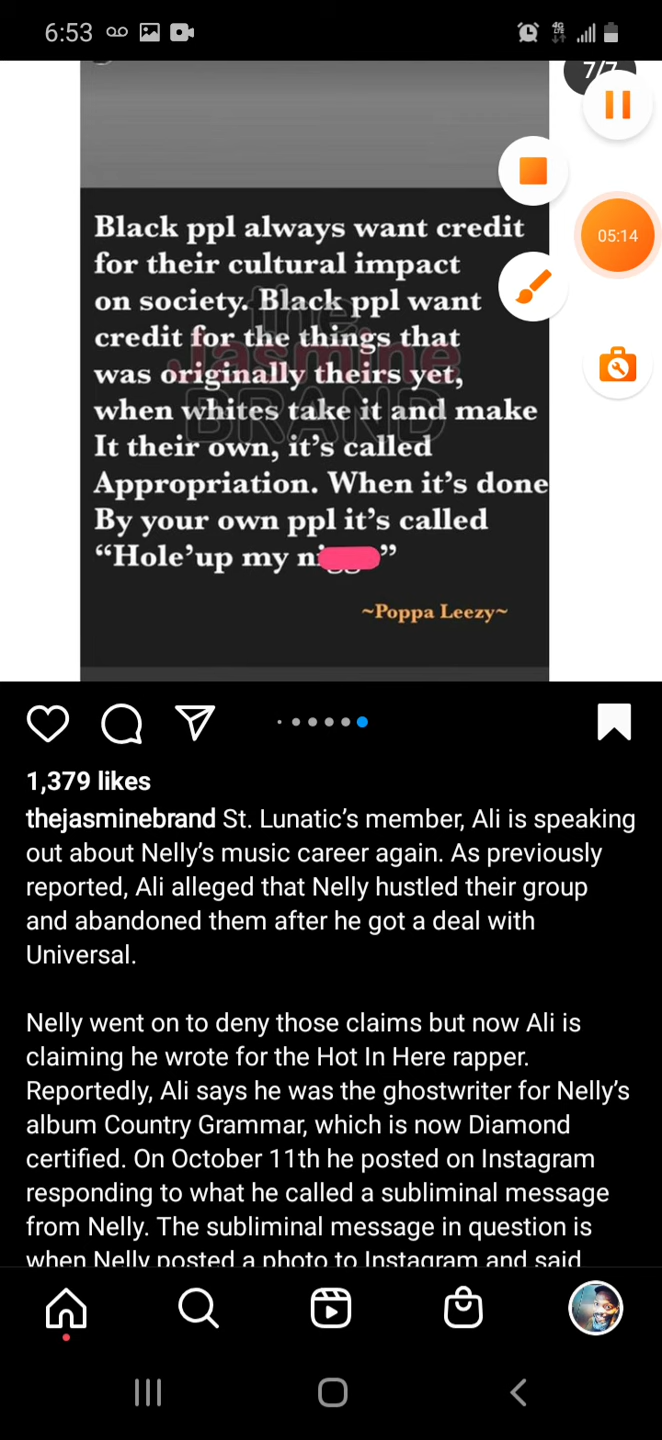 6:53
4G
LTE
7/7
05:14
Black ppl always want credit
for their cultural impact
on society. Black ppl want
credit for the things that
was originally theirs yet,
when whites take it and make
It their own, it’s called
Appropriation. When it’s done
By your own ppl it’s called
“Hole’up my ni ”
the
Jasmine
BRAND
~Poppa Leezy~
1,379 likes
thejasminebrand St. Lunatic’s member, Ali is speaking
out about Nelly’s music career again. As previously
reported, Ali alleged that Nelly hustled their group
and abandoned them after he got a deal with
Universal.
Nelly went on to deny those claims but now Ali is
claiming he wrote for the Hot In Here rapper.
Reportedly, Ali says he was the ghostwriter for Nelly’s
album Country Grammar, which is now Diamond
certified. On October 11th he posted on Instagram
responding to what he called a subliminal message
from Nelly. The subliminal message in question is
when Nelly posted a photo to Instagram and said